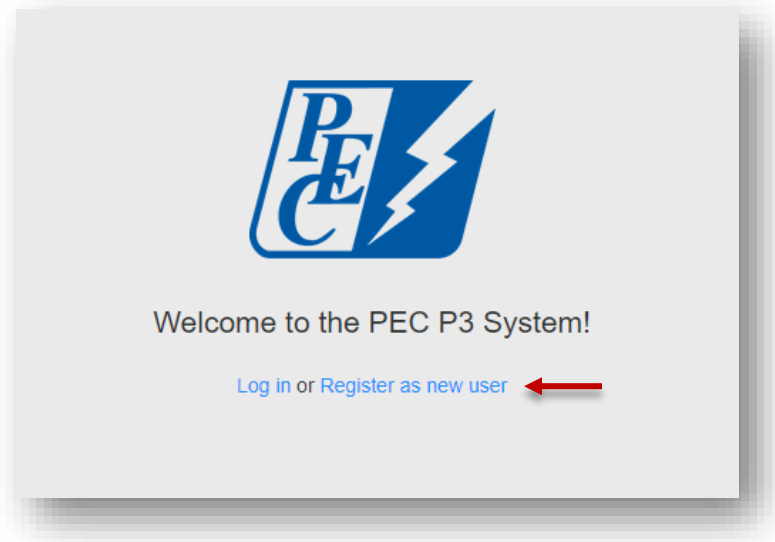 PEC
Welcome to the PEC P3 System!
Log in or Register as new user